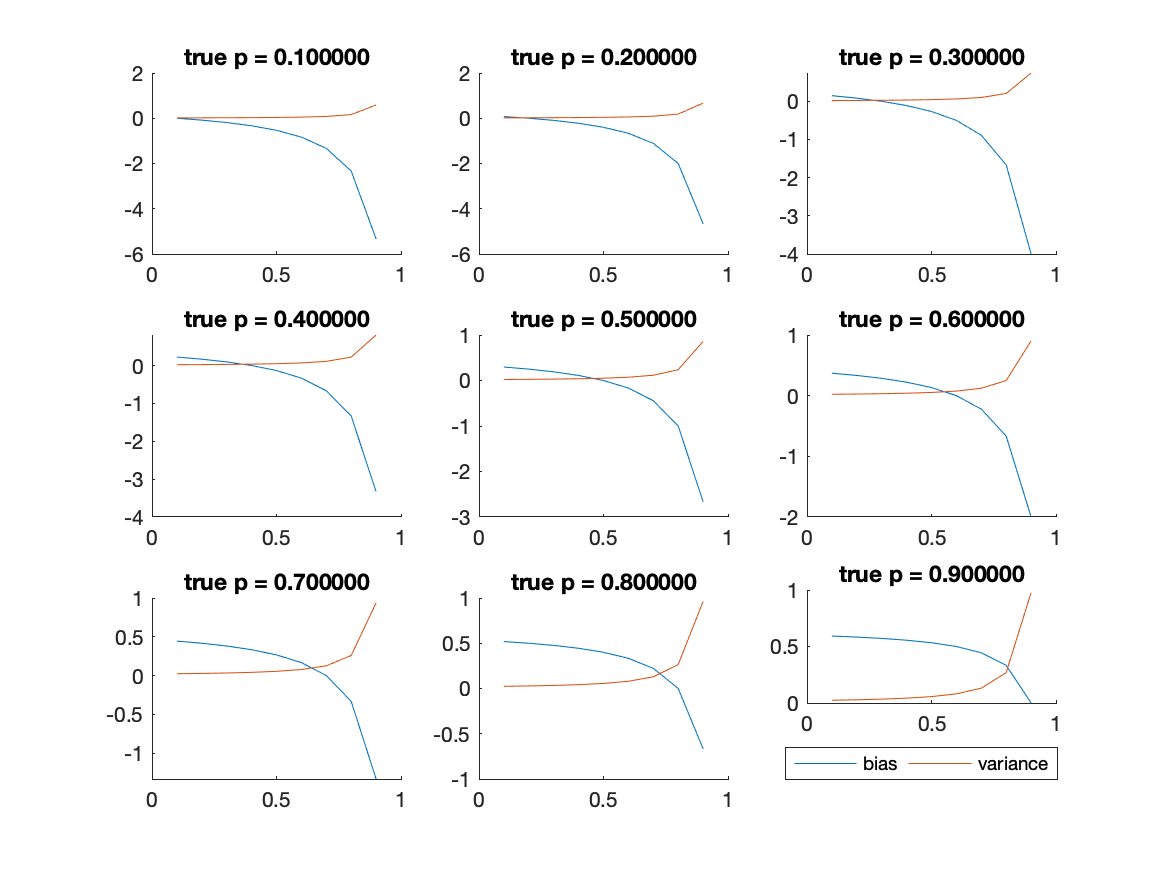 true p = 0.100000
2
0
-2
-4
-6
0 0.5 1
true p = 0.200000
2
0
-2
-4
-6
0 0.5 1
true p = 0.300000
0
-1
-2
-3
-4
0 0.5 1
true p = 0.400000
0
-1
-2
-3
-4
0 0.5 1
true p = 0.500000
1
0
-1
-2
-3
0 0.5 1
true p = 0.600000
1
0
-1
-2
0 0.5 1
true p = 0.700000
1
0.5
0
-0.5
-1
0 0.5 1
true p = 0.800000
1
0.5
0
-0.5
-1
0 0.5 1
true p = 0.900000
1
0.5
0
0 0.5 1
bias variance